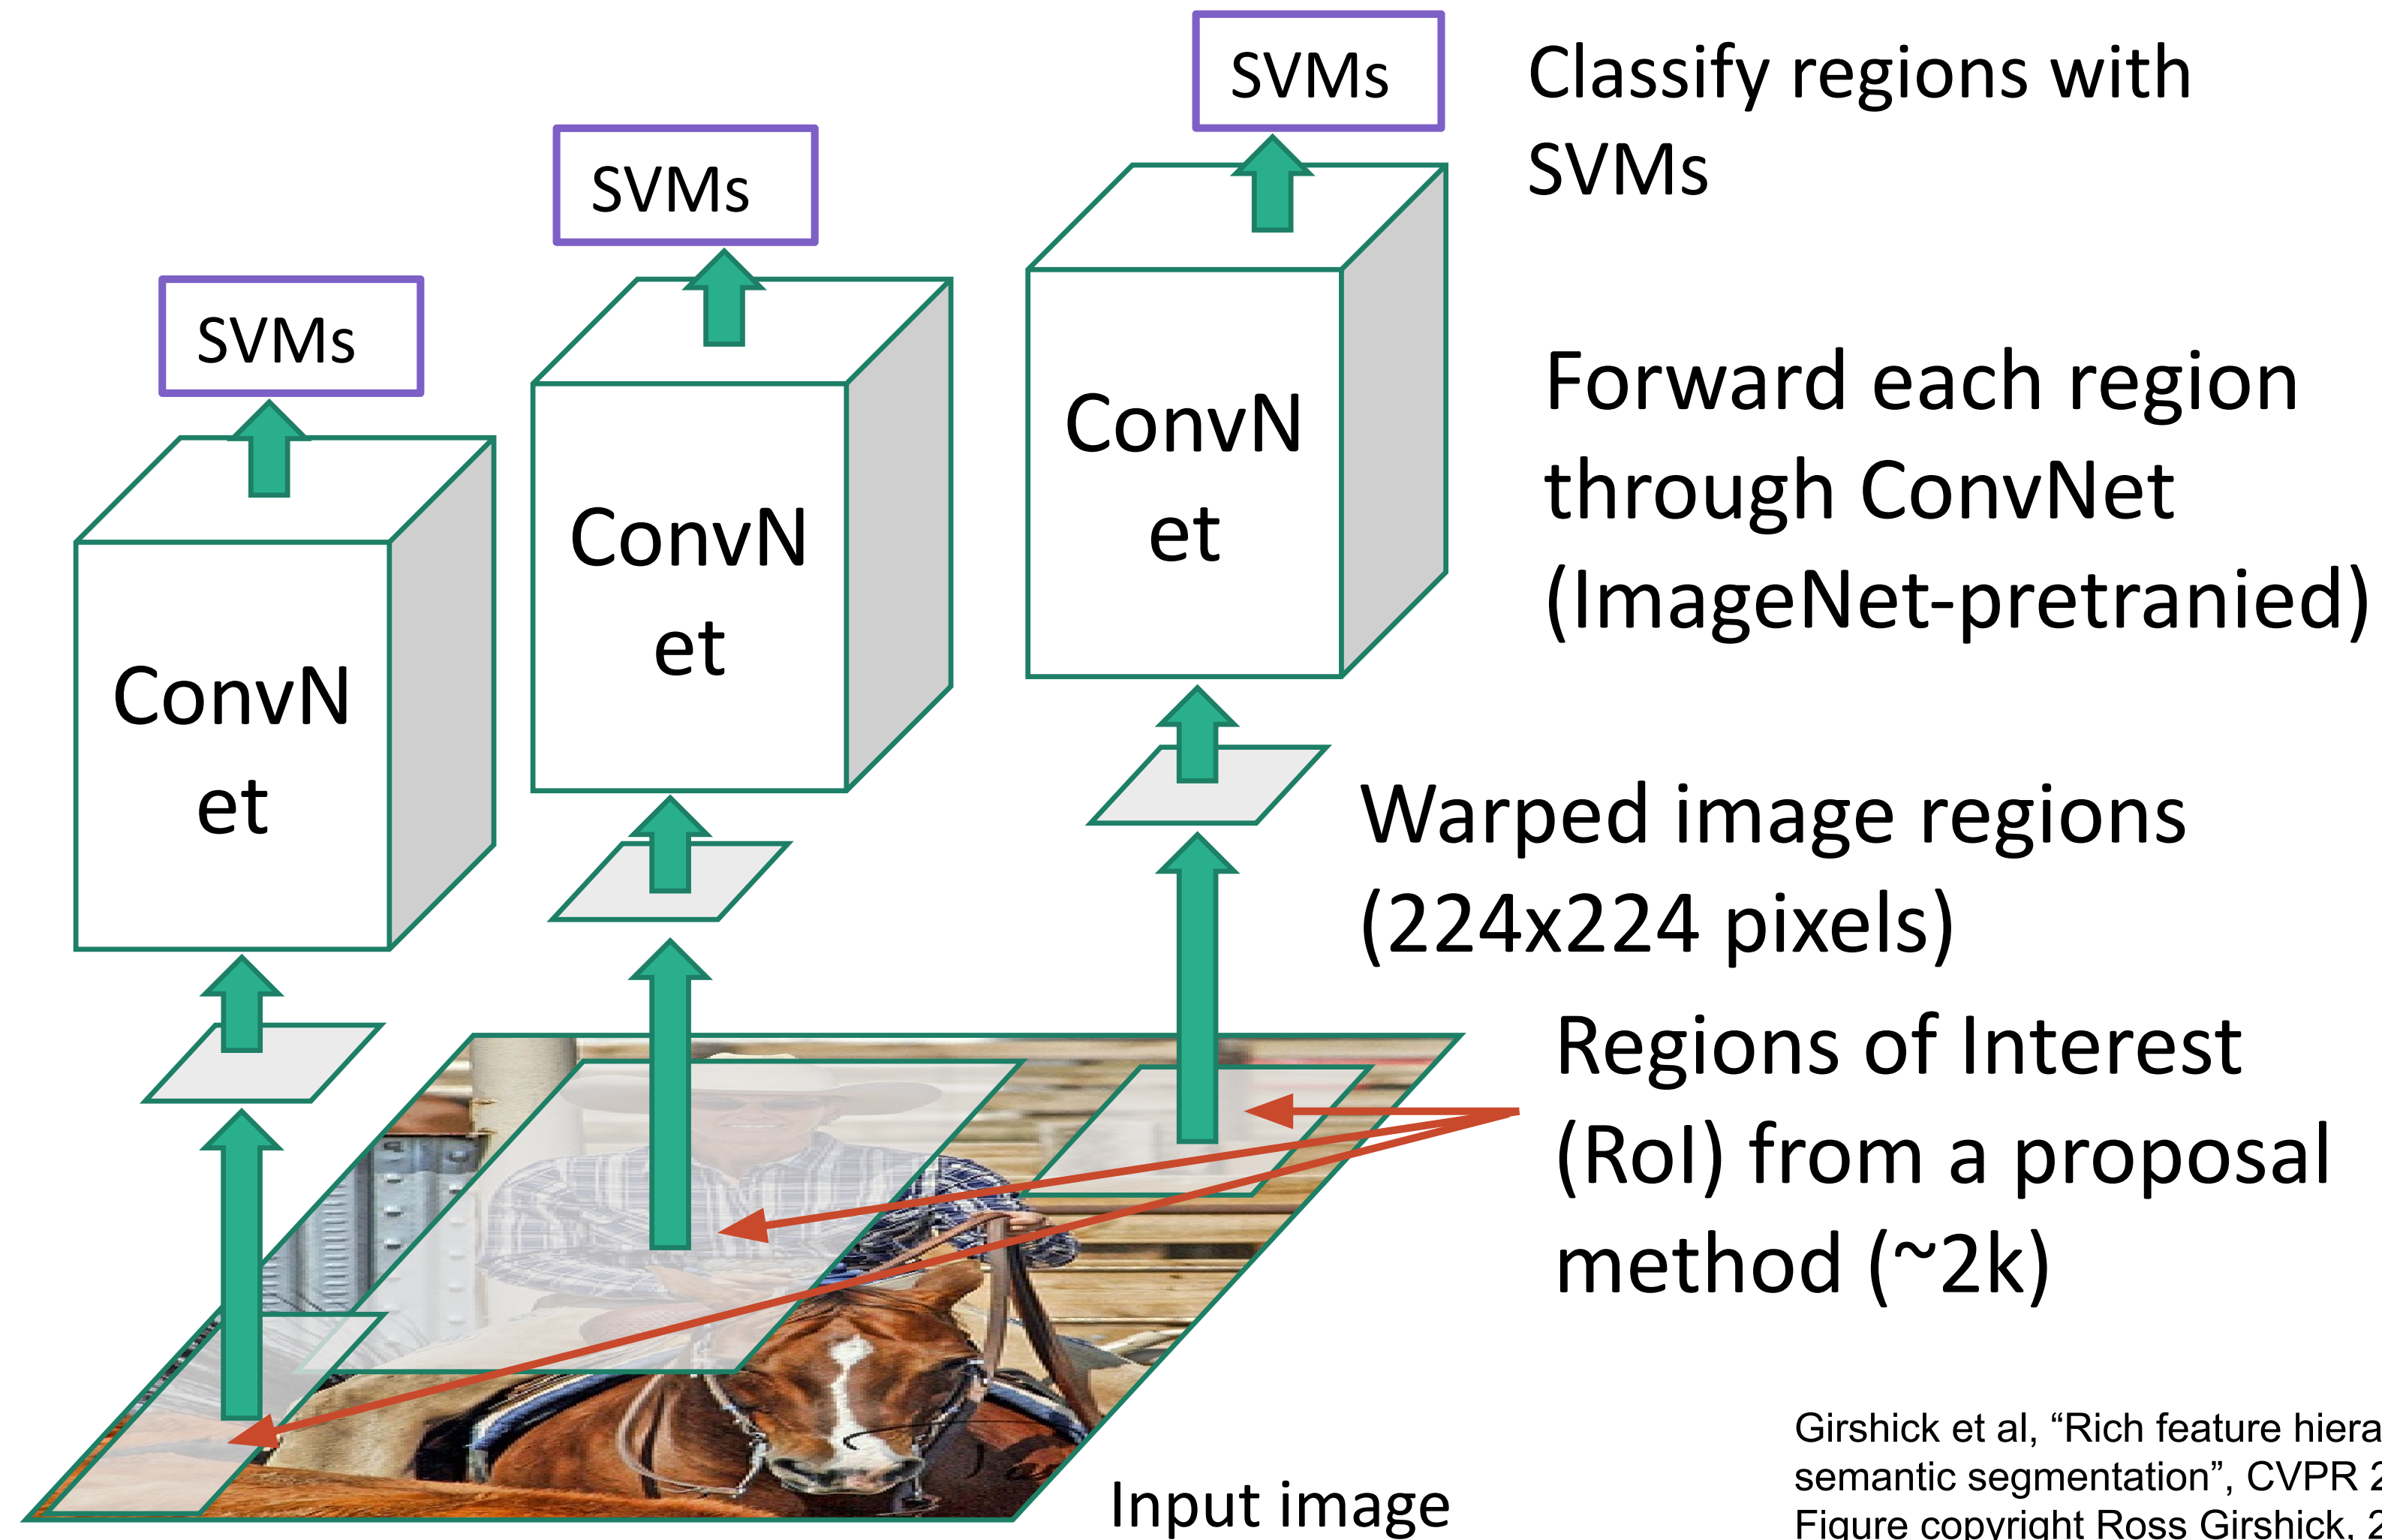 SVMs
Classify regions with
SVMs
SVMs
SVMs
ConvN
et
ConvN
et
ConvN
et
Forward each region
through ConvNet
(ImageNet-pretranied)
Warped image regions
(224x224 pixels)
Regions of Interest
(RoI) from a proposal
method (~2k)
Input image
Girshick et al, “Rich feature
semantic segmentation”, CVPR
Figure copyright Ross Girshick,